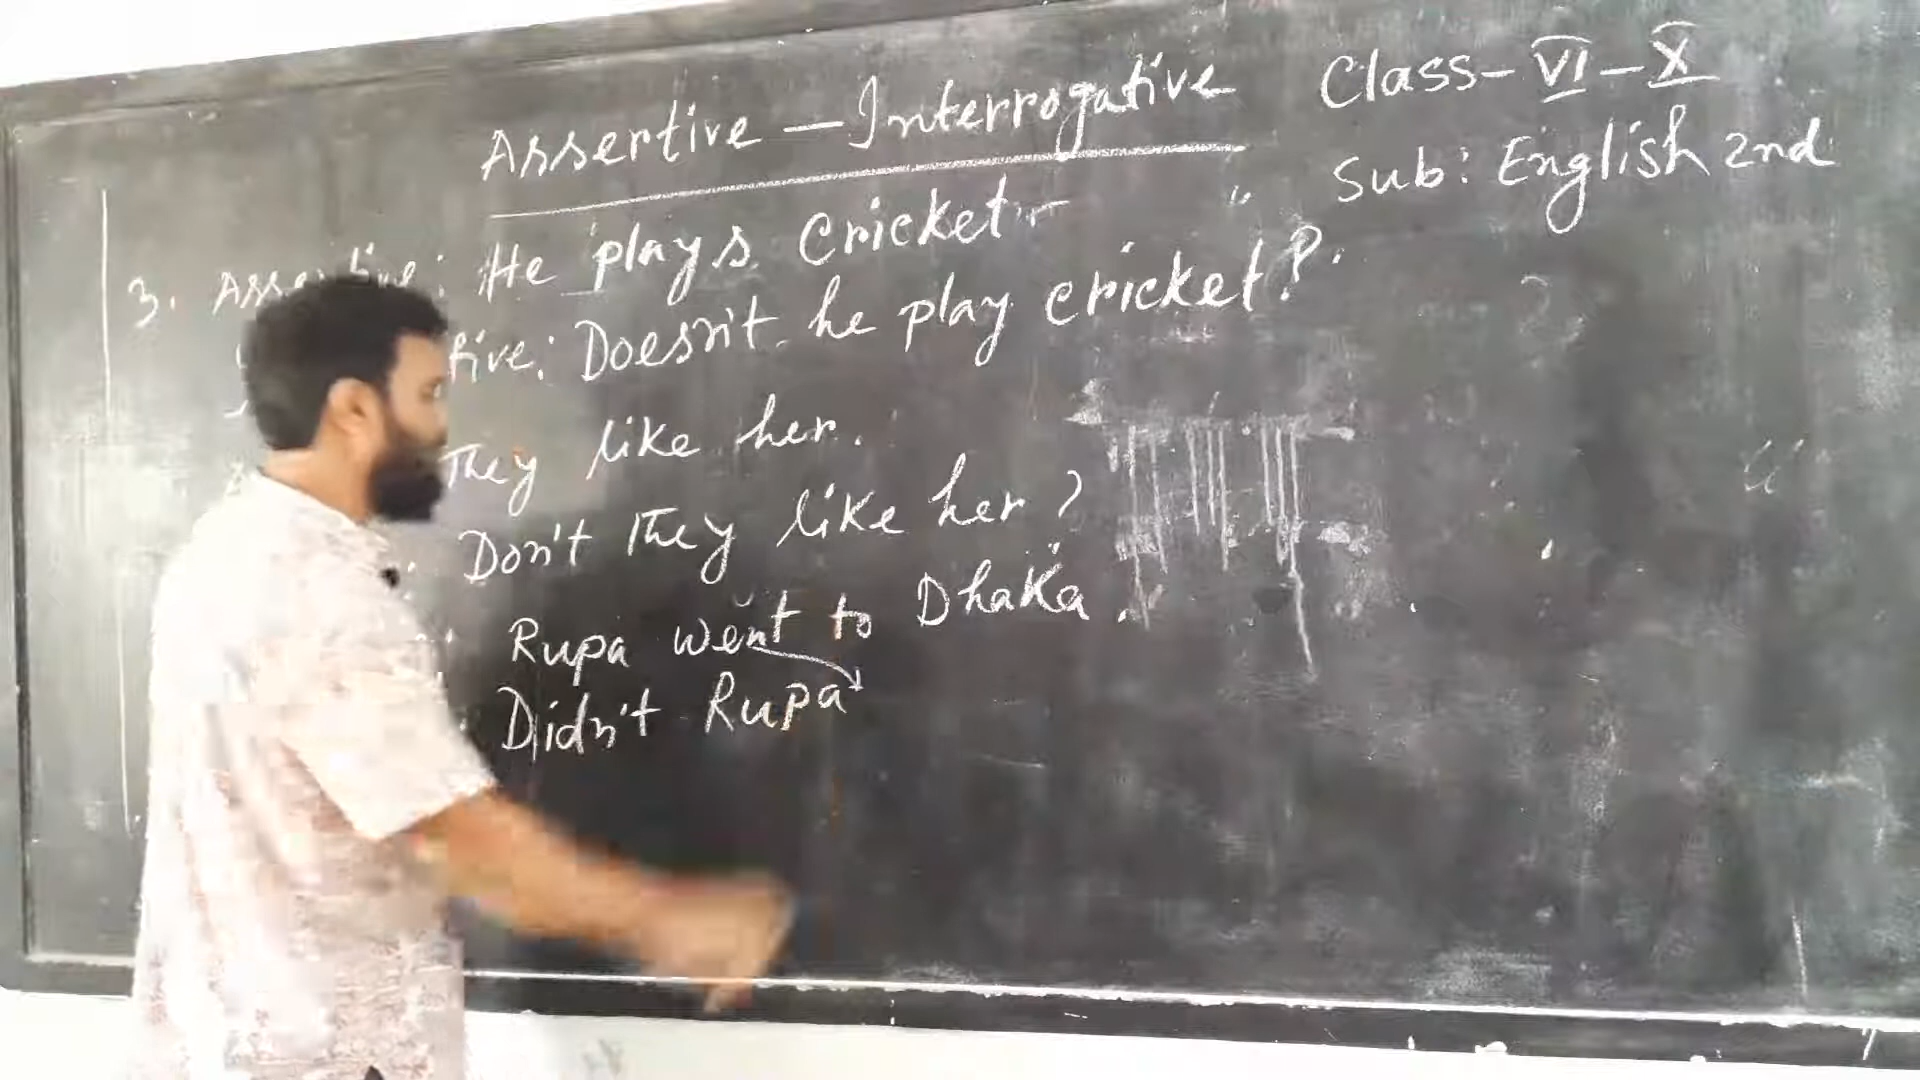 Assertive – Interrogative
Class – VI – X
Sub: English 2nd
3. Assertive: He plays Cricket.
tive: Doesn't he play cricket?
They like her.
Don't they like her?
Rupa went to Dhaka.
Didn't Rupa